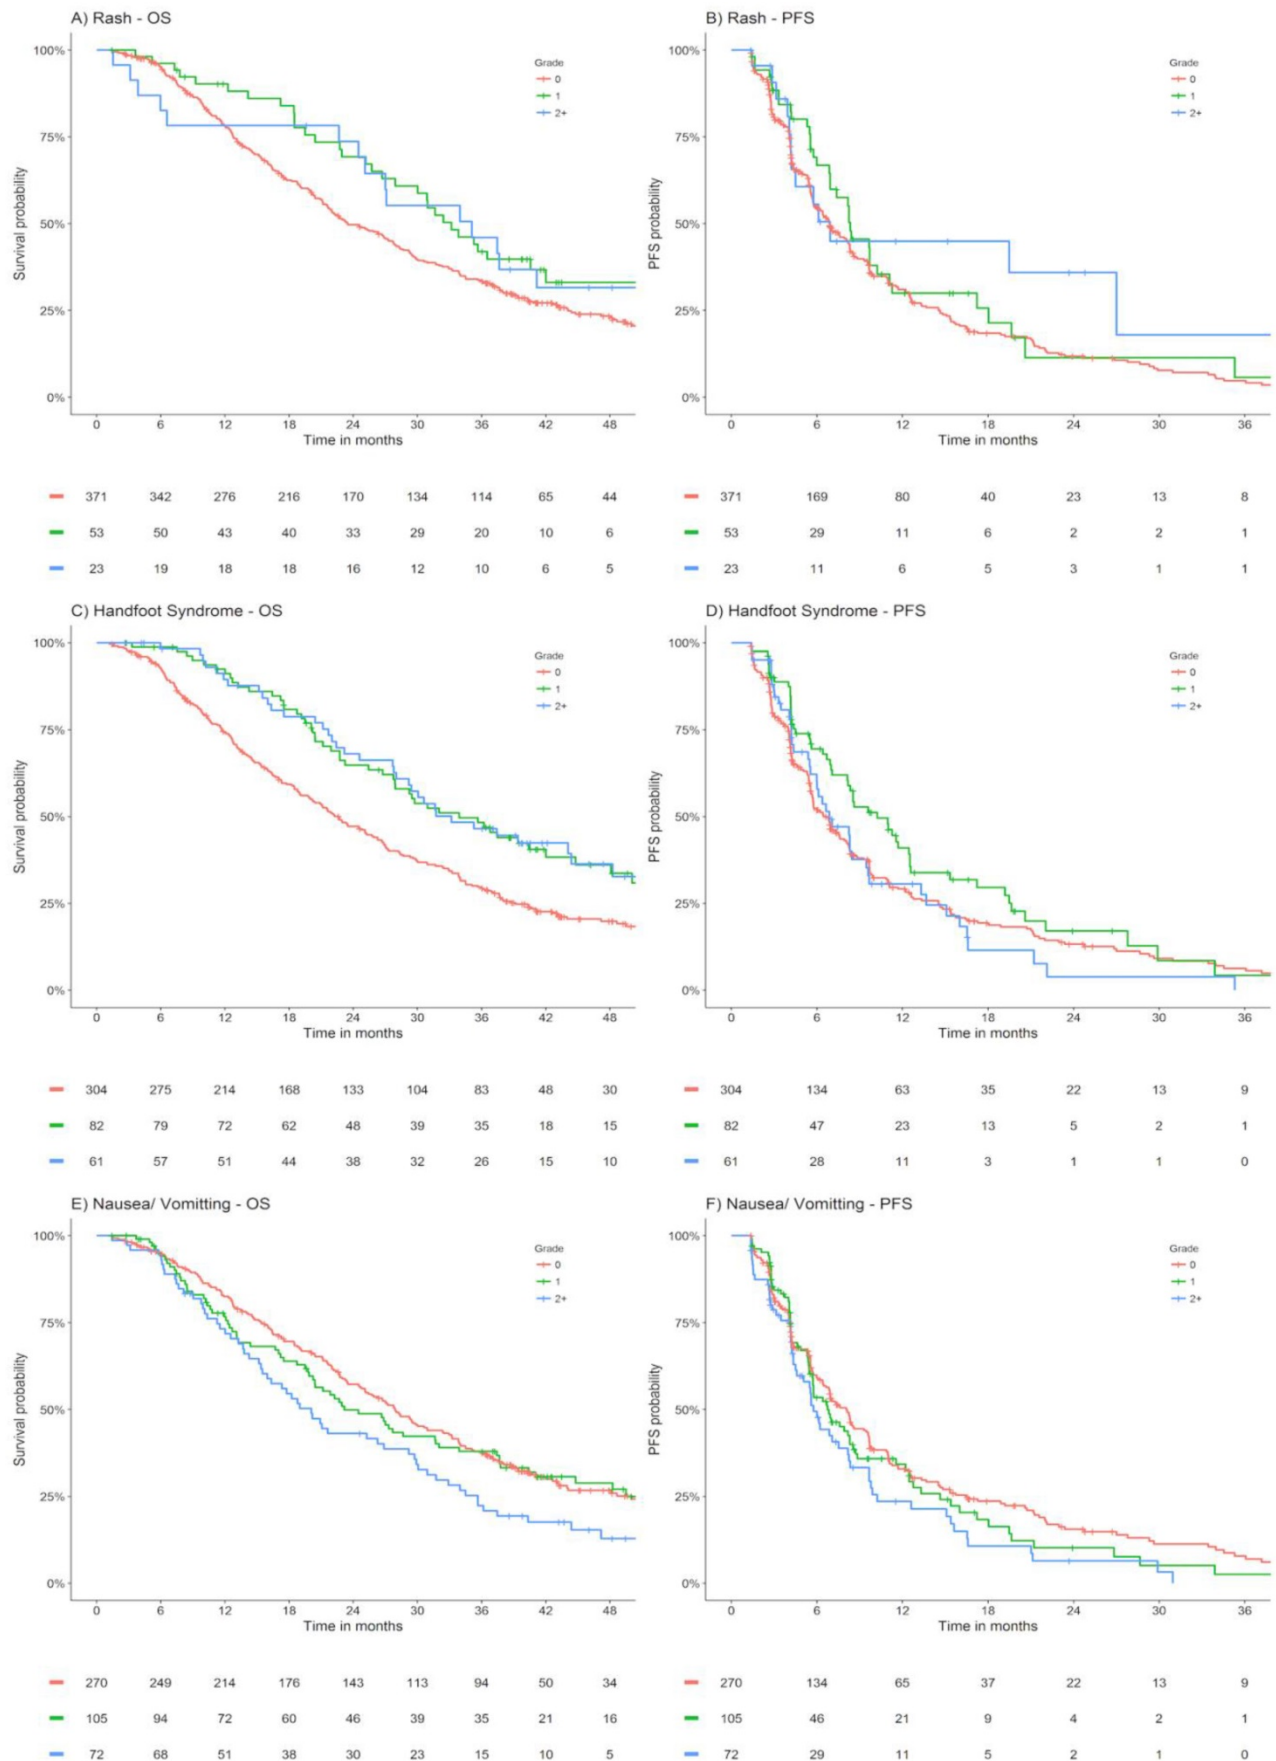 A) Rash - OS
B) Rash - PFS
Survival probability
100%
75%
50%
25%
0%
Grade
0
1
2+
0 6 12 18 24 30 36 42 48
Time in months
PFS probability
100%
75%
50%
25%
0%
Grade
0
1
2+
0 6 12 18 24 30 36
Time in months
371 342 276 216 170 134 114 65 44
53 50 43 40 33 29 20 10 6
23 19 18 18 16 12 10 6 5
371 169 80 40 23 13 8
53 29 11 6 2 2 1
23 11 6 5 3 1 1
C) Handfoot Syndrome - OS
D) Handfoot Syndrome - PFS
Survival probability
100%
75%
50%
25%
0%
Grade
0
1
2+
0 6 12 18 24 30 36 42 48
Time in months
PFS probability
100%
75%
50%
25%
0%
Grade
0
1
2+
0 6 12 18 24 30 36
Time in months
304 275 214 168 133 104 83 48 30
82 79 72 62 48 39 35 18 15
61 57 51 44 38 32 26 15 10
304 134 63 35 22 13 9
82 47 23 13 5 2 1
61 28 11 3 1 1 0
E) Nausea/ Vomitting - OS
F) Nausea/ Vomitting - PFS
Survival probability
100%
75%
50%
25%
0%
Grade
0
1
2+
0 6 12 18 24 30 36 42 48
Time in months
PFS probability
100%
75%
50%
25%
0%
Grade
0
1
2+
0 6 12 18 24 30 36
Time in months
270 249 214 176 143 113 94 50 34
105 94 72 60 46 39 35 21 16
72 68 51 38 30 23 15 10 5
270 134 65 37 22 13 9
105 46 21 9 4 2 1
72 29 11 5 2 1 0